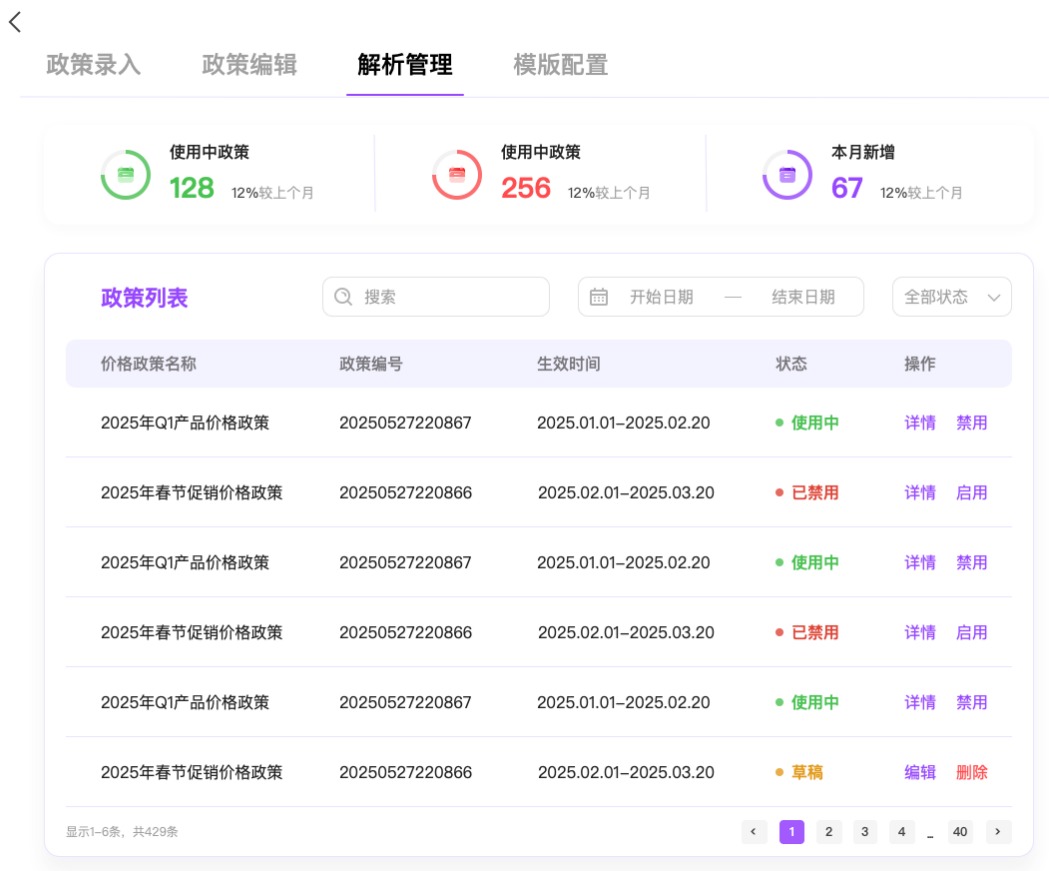 政策录入 政策编辑 解析管理 模版配置
使用中政策 使用中政策 本月新增
128 12%较上个月 256 12%较上个月 67 12%较上个月
政策列表 搜索 开始日期 — 结束日期 全部状态
价格政策名称 政策编号 生效时间 状态 操作
2025年Q1产品价格政策 20250527220867 2025.01.01–2025.02.20 使用中 详情 禁用
2025年春节促销价格政策 20250527220866 2025.02.01–2025.03.20 已禁用 详情 启用
2025年Q1产品价格政策 20250527220867 2025.01.01–2025.02.20 使用中 详情 禁用
2025年春节促销价格政策 20250527220866 2025.02.01–2025.03.20 已禁用 详情 启用
2025年Q1产品价格政策 20250527220867 2025.01.01–2025.02.20 使用中 详情 禁用
2025年春节促销价格政策 20250527220866 2025.02.01–2025.03.20 草稿 编辑 删除
显示1–6条，共429条 ‹ 1 2 3 4 ... 40 ›